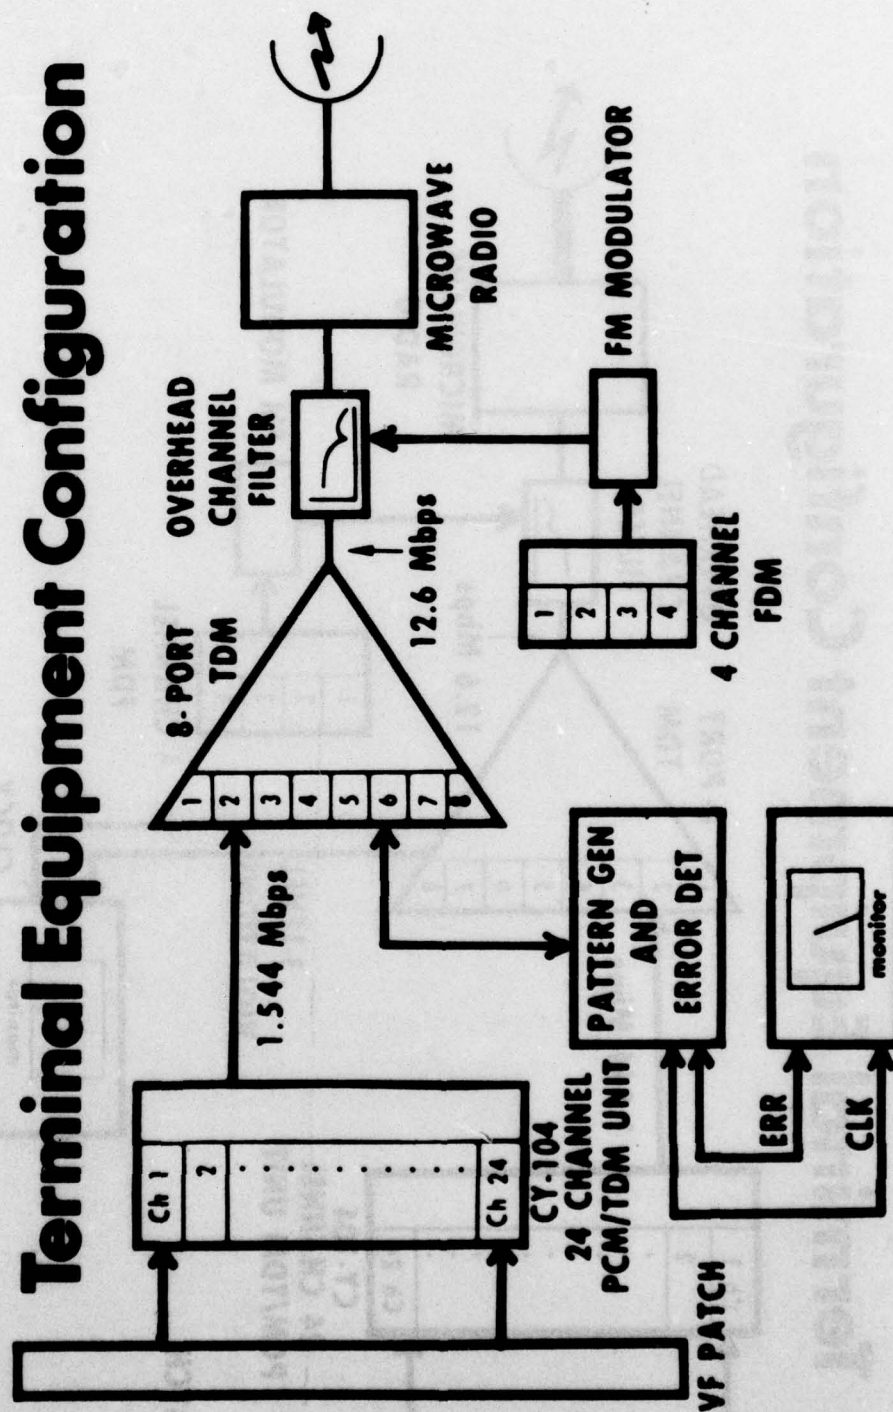 Terminal Equipment Configuration
VF PATCH
Ch 1
2
Ch 24
CY-104
24 CHANNEL
PCM/TDM UNIT
1.544 Mbps
8-PORT
TDM
1
2
3
4
5
6
7
8
12.6 Mbps
OVERHEAD
CHANNEL
FILTER
MICROWAVE
RADIO
1
2
3
4
4 CHANNEL
FDM
FM MODULATOR
PATTERN GEN
AND
ERROR DET
ERR
CLK
monitor